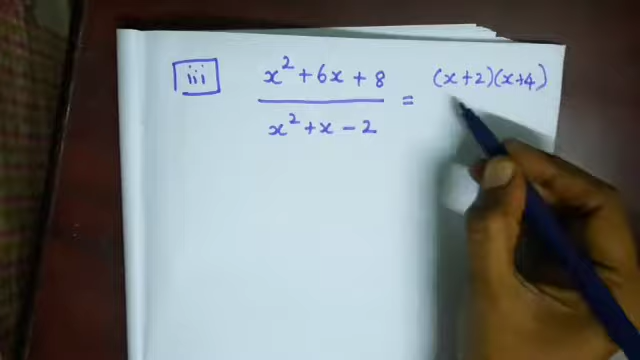 iii x² + 6x + 8 = (x+2)(x+4)
x² + x − 2